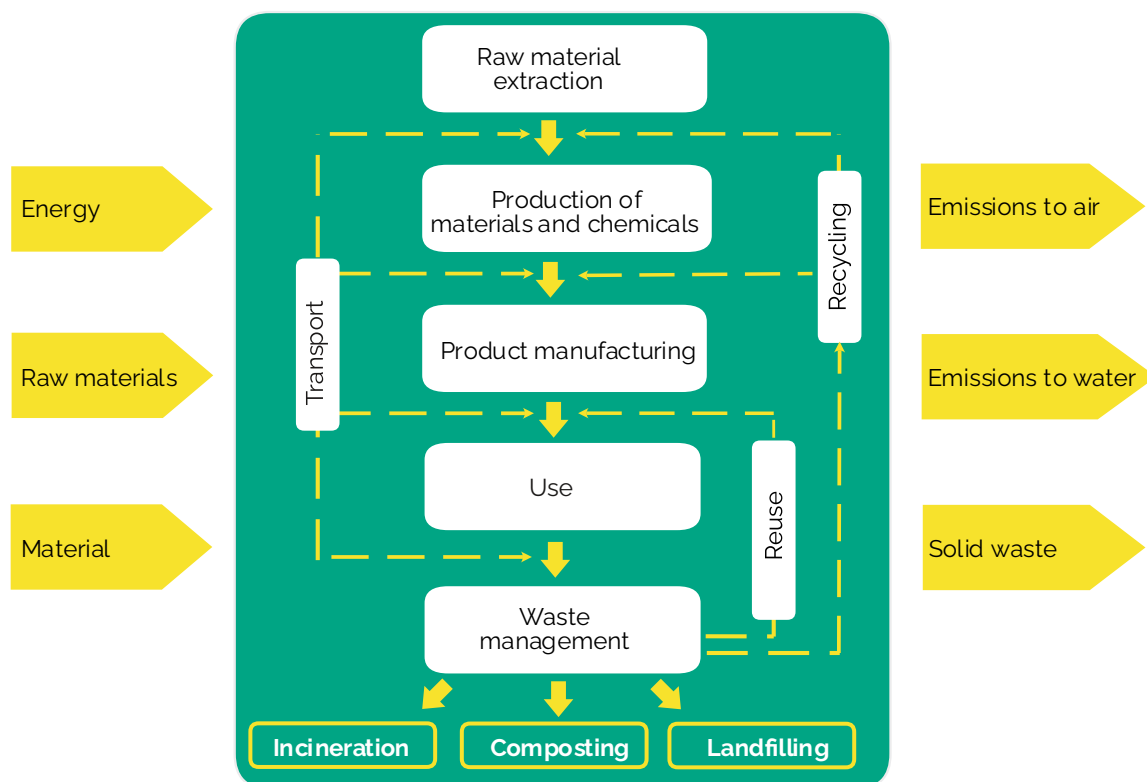 Raw material
extraction
Energy
Production of
materials and chemicals
Recycling
Emissions to air
Transport
Raw materials
Product manufacturing
Emissions to water
Material
Use
Reuse
Solid waste
Waste
management
Incineration
Composting
Landfilling